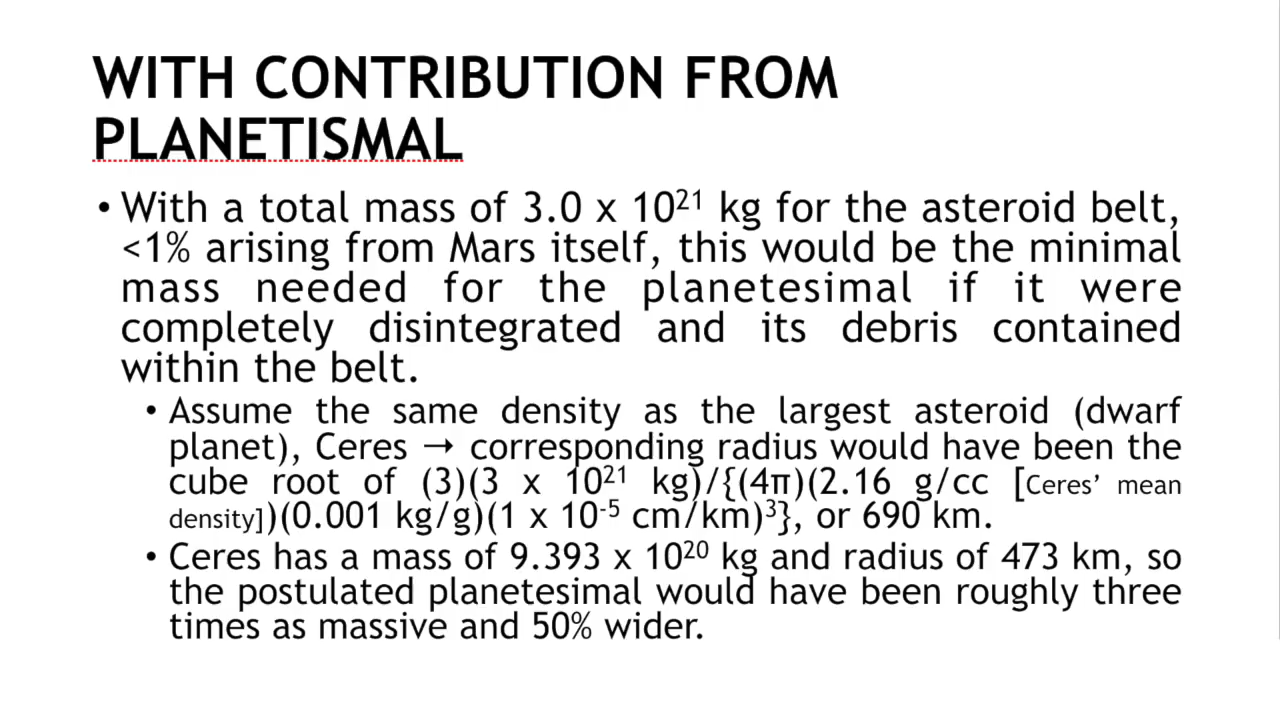 WITH CONTRIBUTION FROM
PLANETISMAL
• With a total mass of 3.0 x 10²¹ kg for the asteroid belt,
<1% arising from Mars itself, this would be the minimal
mass needed for the planetesimal if it were
completely disintegrated and its debris contained
within the belt.
• Assume the same density as the largest asteroid (dwarf
planet), Ceres → corresponding radius would have been the
cube root of (3)(3 x 10²¹ kg)/{(4π)(2.16 g/cc [Ceres’ mean
density])(0.001 kg/g)(1 x 10⁻⁵ cm/km)³}, or 690 km.
• Ceres has a mass of 9.393 x 10²⁰ kg and radius of 473 km, so
the postulated planetesimal would have been roughly three
times as massive and 50% wider.